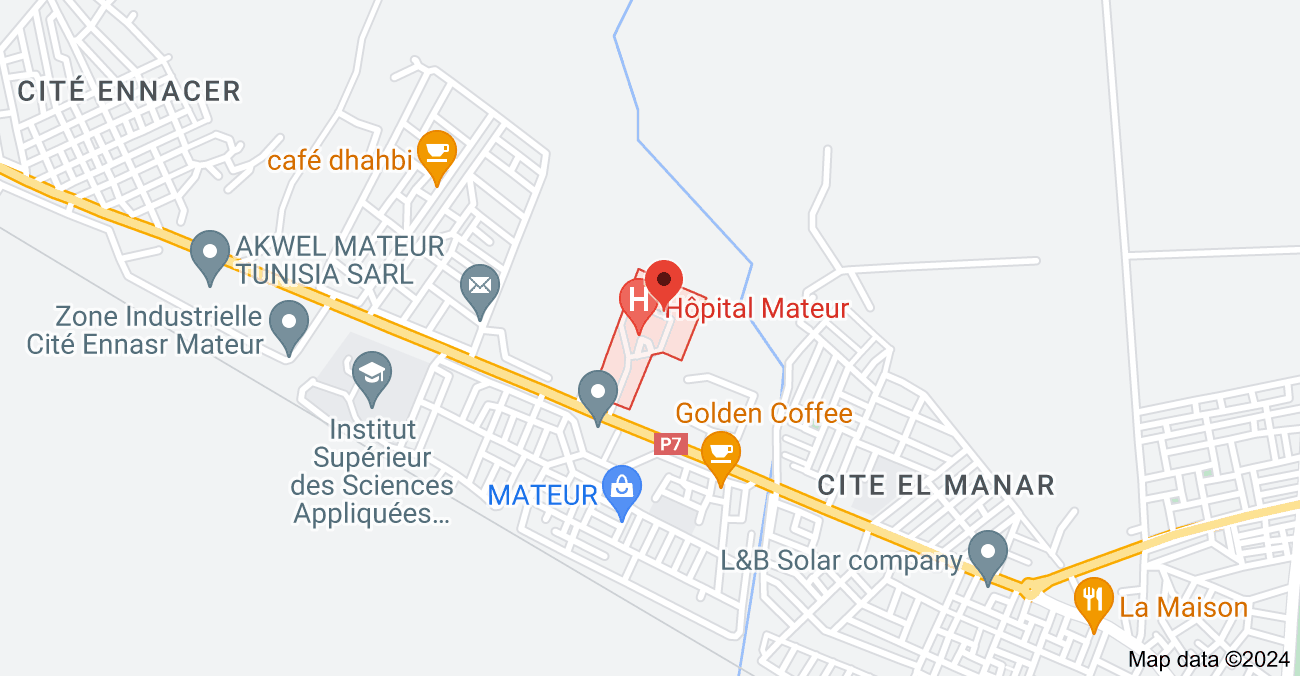 CITÉ ENNACER
café dhahbi
AKWEL MATEUR
TUNISIA SARL
Zone Industrielle
Cité Ennasr Mateur
H
Hôpital Mateur
Institut
Supérieur
des Sciences
Appliquées...
P7
Golden Coffee
MATEUR
CITE EL MANAR
L&B Solar company
La Maison
Map data ©2024